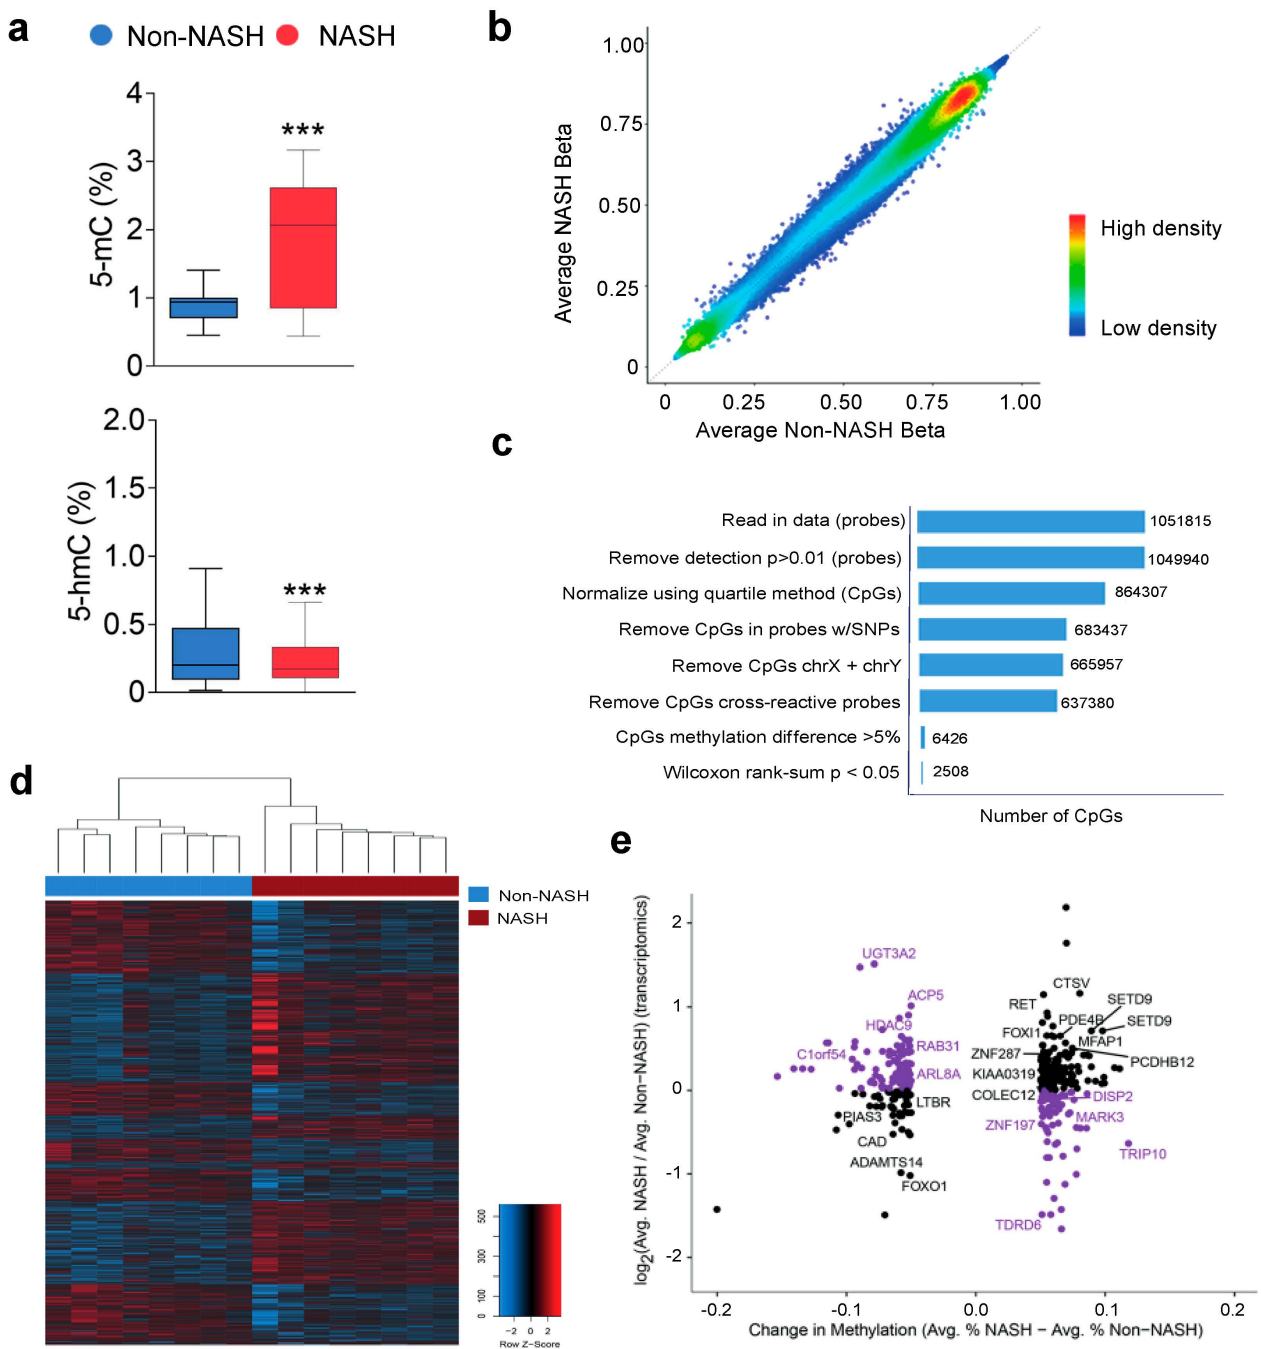 a
Non-NASH NASH
4
3
2
1
0
5-mC (%)
***
2.0
1.5
1.0
0.5
0
5-hmC (%)
***
b
1.00
0.75
0.50
0.25
0
Average NASH Beta
0 0.25 0.50 0.75 1.00
Average Non-NASH Beta
High density
Low density
c
Read in data (probes) 1051815
Remove detection p>0.01 (probes) 1049940
Normalize using quartile method (CpGs) 864307
Remove CpGs in probes w/SNPs 683437
Remove CpGs chrX + chrY 665957
Remove CpGs cross-reactive probes 637380
CpGs methylation difference >5% 6426
Wilcoxon rank-sum p < 0.05 2508
Number of CpGs
d
Non-NASH
NASH
500
300
100
0
−2 0 2
Row Z−Score
e
log2(Avg. NASH / Avg. Non−NASH) (transcriptomics)
2
1
0
-1
-2
UGT3A2
ACP5
HDAC9
RAB31
C1orf54
ARL8A
LTBR
PIAS3
CAD
ADAMTS14
FOXO1
CTSV
RET
SETD9
SETD9
PDE4B
FOXI1
MFAP1
ZNF287
PCDHB12
KIAA0319
COLEC12
DISP2
ZNF197
MARK3
TRIP10
TDRD6
-0.2 -0.1 0.0 0.1 0.2
Change in Methylation (Avg. % NASH − Avg. % Non−NASH)